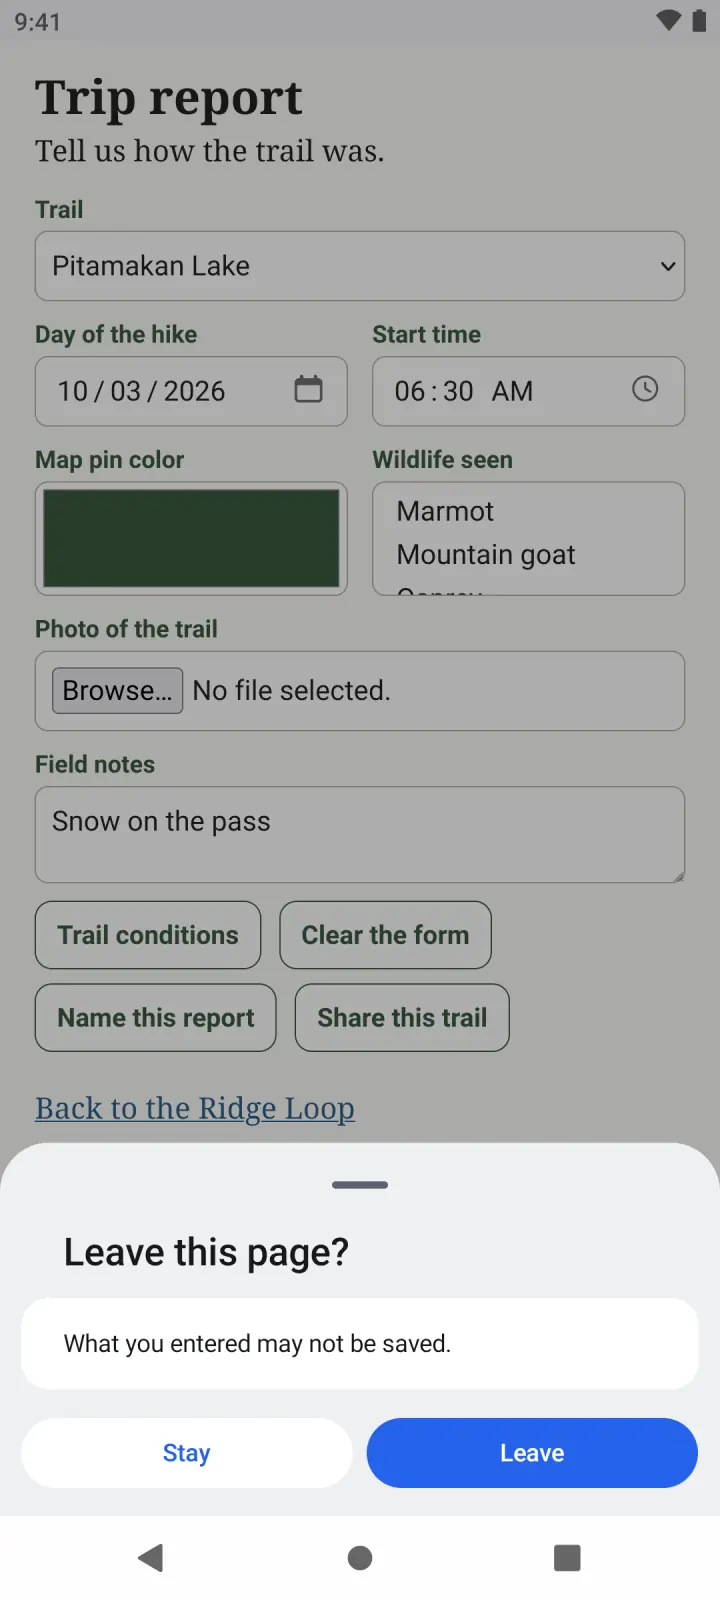 9:41
Trip report
Tell us how the trail was.
Trail
Pitamakan Lake
Day of the hike
Start time
10 / 03 / 2026
06 : 30 AM
Map pin color
Wildlife seen
Marmot
Mountain goat
Photo of the trail
Browse... No file selected.
Field notes
Snow on the pass
Trail conditions
Clear the form
Name this report
Share this trail
Back to the Ridge Loop
Leave this page?
What you entered may not be saved.
Stay
Leave